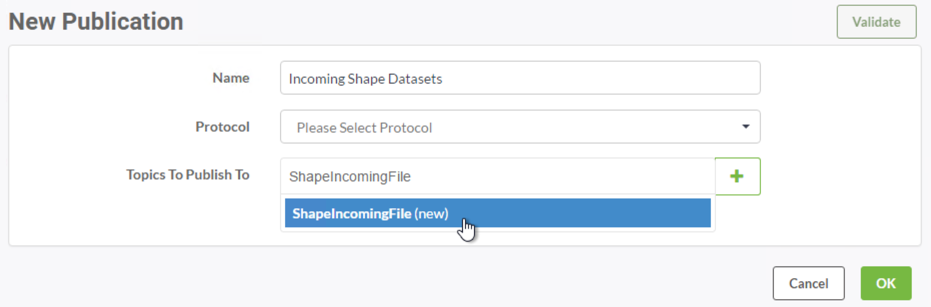 New Publication
Validate
Name
Incoming Shape Datasets
Protocol
Please Select Protocol
Topics To Publish To
ShapeIncomingFile
ShapeIncomingFile (new)
Cancel
OK